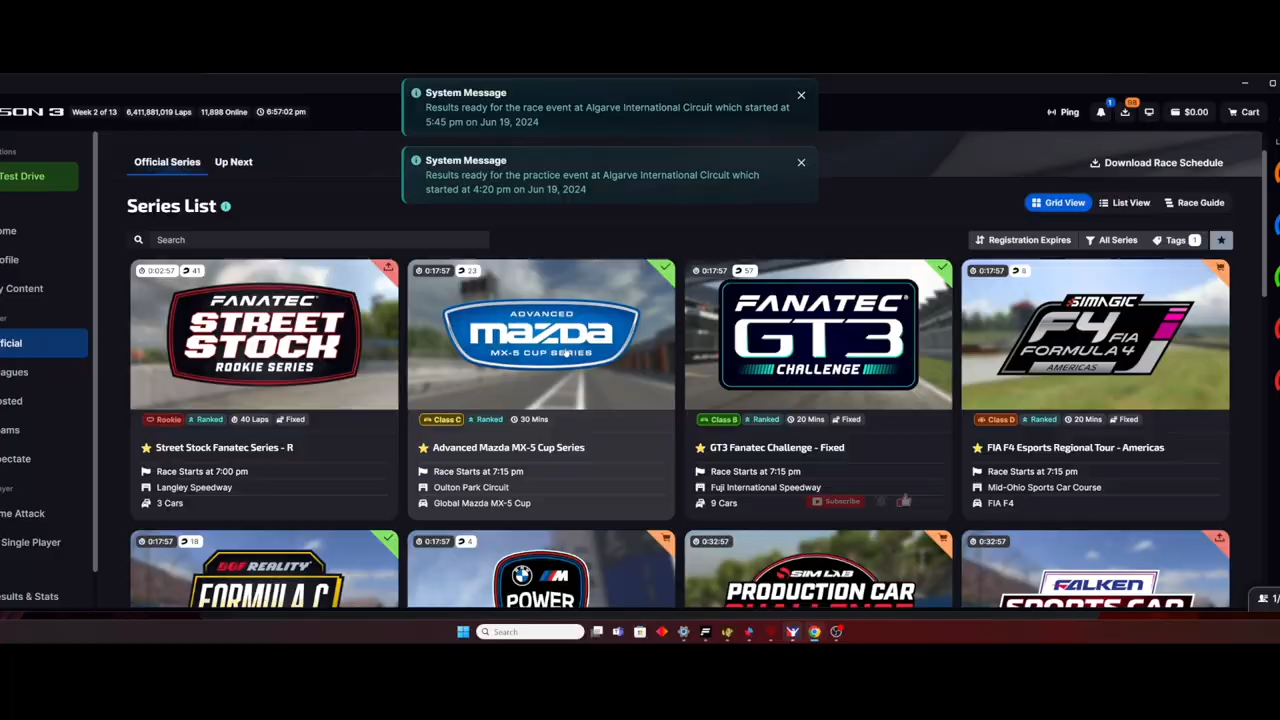 System Message
Results ready for the race event at Algarve International Circuit which started at
5:45 pm on Jun 19, 2024
SON 3
Week 2 of 13
6,411,881,019 Laps
11,898 Online
6:57:02 pm
Ping
1
98
$0.00
Cart
System Message
Results ready for the practice event at Algarve International Circuit which
started at 4:20 pm on Jun 19, 2024
Official Series
Up Next
Download Race Schedule
Test Drive
Series List
Grid View
List View
Race Guide
Search
Registration Expires
All Series
Tags 1
ome
ofile
y Content
ficial
agues
osted
ams
ectate
me Attack
Single Player
esults & Stats
0:02:57 41
FANATEC
STREET
STOCK
ROOKIE SERIES
Rookie Ranked 40 Laps Fixed
Street Stock Fanatec Series - R
Race Starts at 7:00 pm
Langley Speedway
3 Cars
0:17:57 23
ADVANCED
mazda
MX-5 CUP SERIES
Class C Ranked 30 Mins
Advanced Mazda MX-5 Cup Series
Race Starts at 7:15 pm
Oulton Park Circuit
Global Mazda MX-5 Cup
0:17:57 57
FANATEC
GT3
CHALLENGE
Class B Ranked 20 Mins Fixed
GT3 Fanatec Challenge - Fixed
Race Starts at 7:15 pm
Fuji International Speedway
9 Cars
Subscribe
0:17:57 8
SIMAGIC
F4 FIA
FORMULA 4
AMERICAS
Class D Ranked 20 Mins Fixed
FIA F4 Esports Regional Tour - Americas
Race Starts at 7:15 pm
Mid-Ohio Sports Car Course
FIA F4
0:17:57 18
DOF REALITY
FORMULA C
0:17:57 4
M
POWER
0:32:57
SIM LAB
PRODUCTION CAR
CHALLENGE
0:32:57
FALKEN
SPORTS CAR
1/
Search